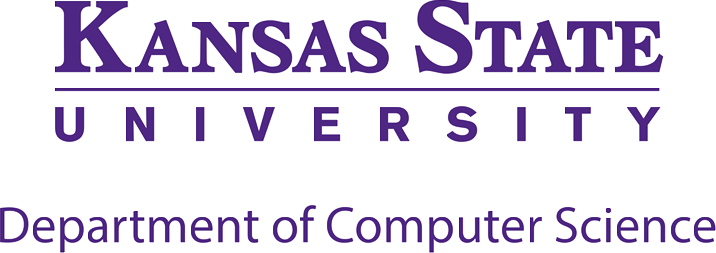 KANSAS STATE
UNIVERSITY
Department of Computer Science